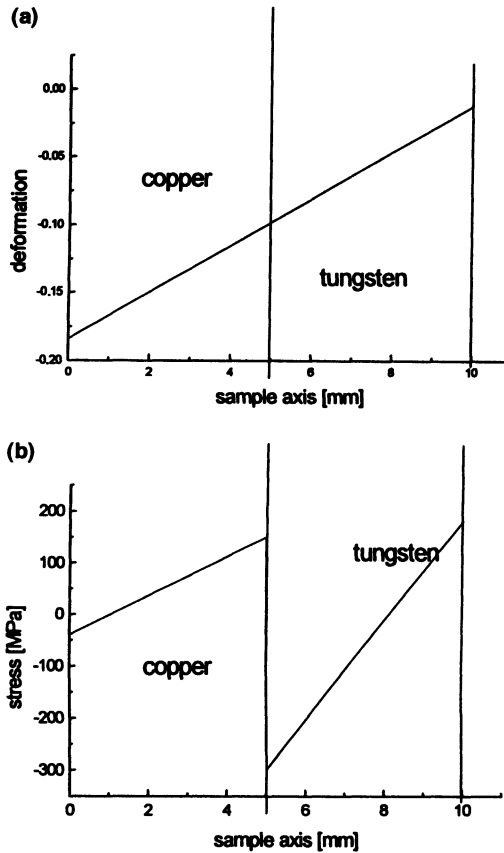 (a)
0.00
-0.05
-0.10
-0.15
-0.20
deformation
copper
tungsten
0 2 4 6 8 10
sample axis [mm]
(b)
200
100
0
-100
-200
-300
stress [MPa]
tungsten
copper
0 2 4 6 8 10
sample axis [mm]